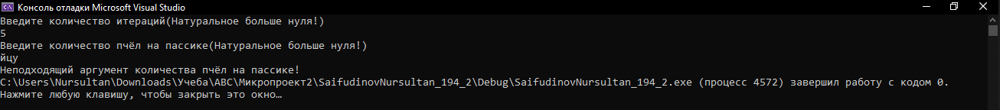 Консоль отладки Microsoft Visual Studio
Введите количество итераций(Натуральное больше нуля!)
5
Введите количество пчёл на пассике(Натуральное больше нуля!)
йцу
Неподходящий аргумент количества пчёл на пассике!
C:\Users\Nursultan\Downloads\Учеба\АВС\Микропроект2\SaifudinovNursultan_194_2\Debug\SaifudinovNursultan_194_2.exe (процесс 4572) завершил работу с кодом 0.
Нажмите любую клавишу, чтобы закрыть это окно…